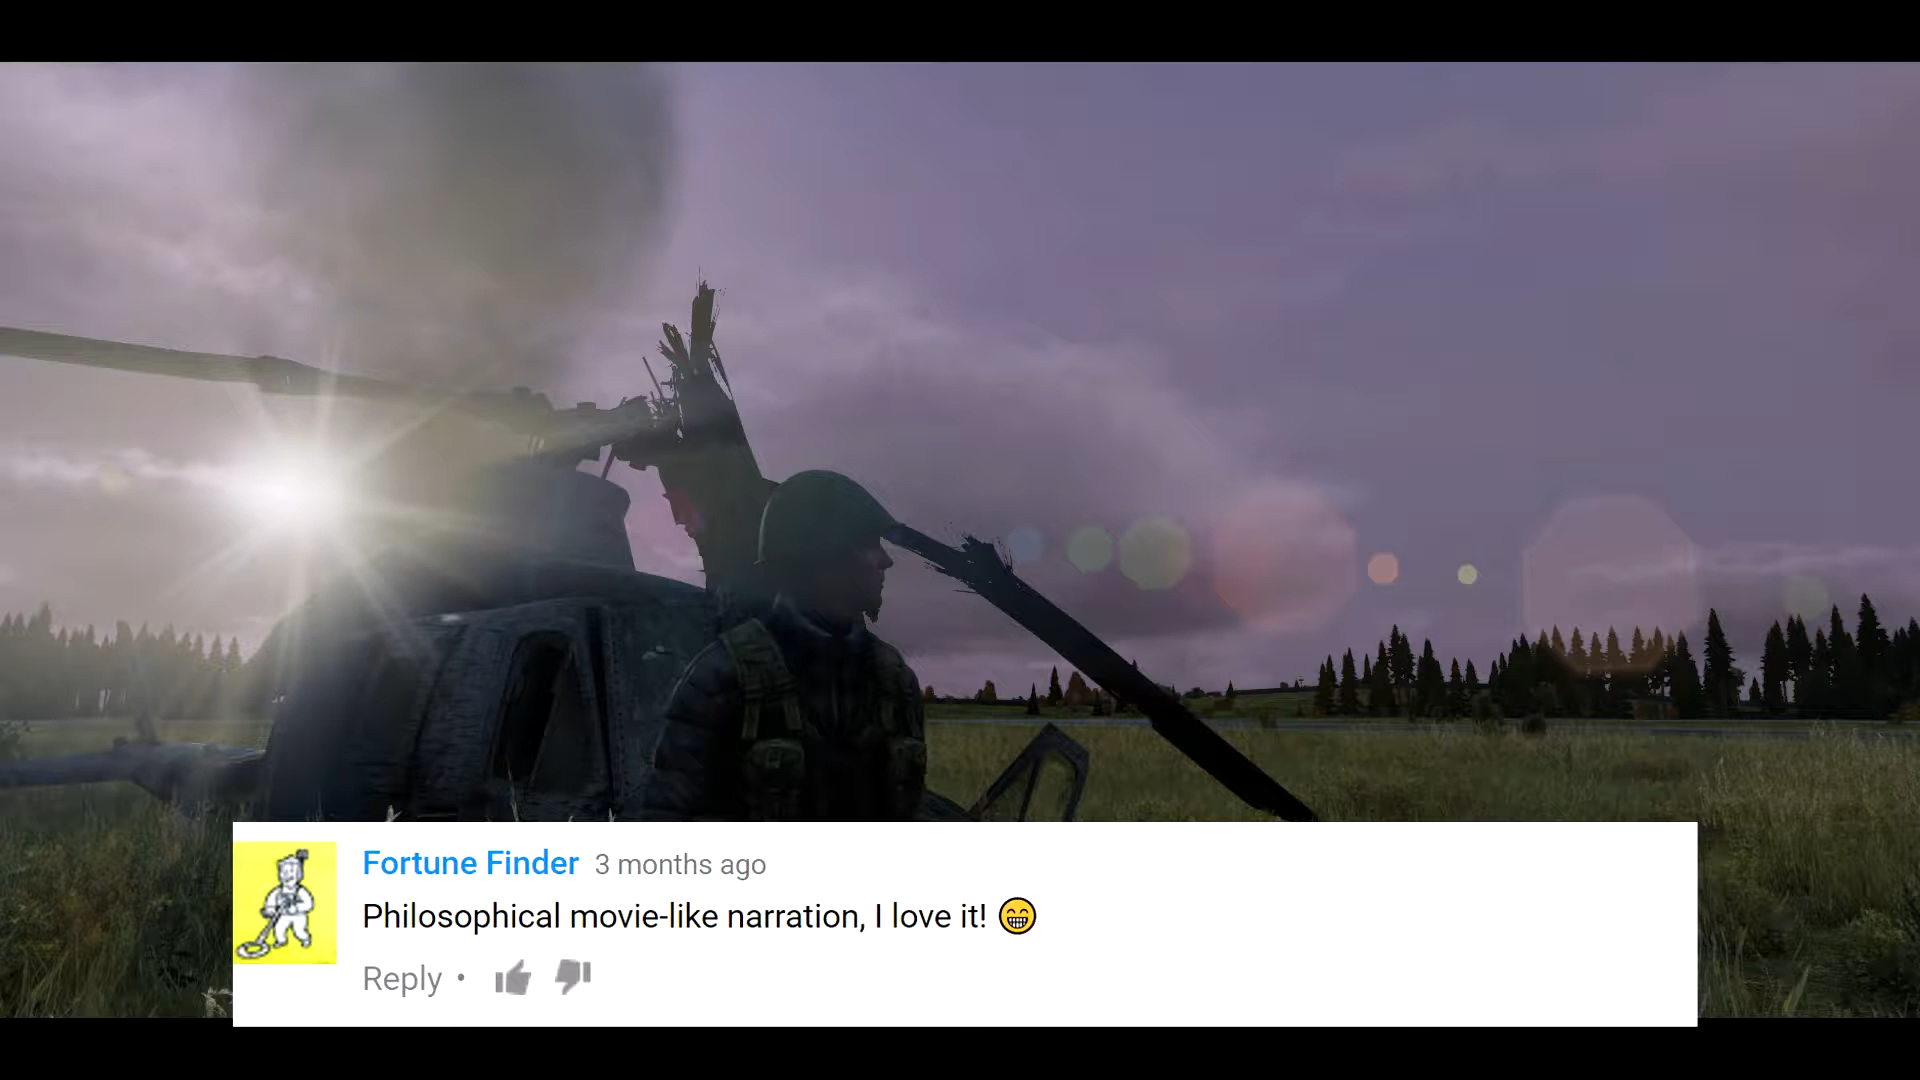 Fortune Finder 3 months ago
Philosophical movie-like narration, I love it! 😁
Reply •